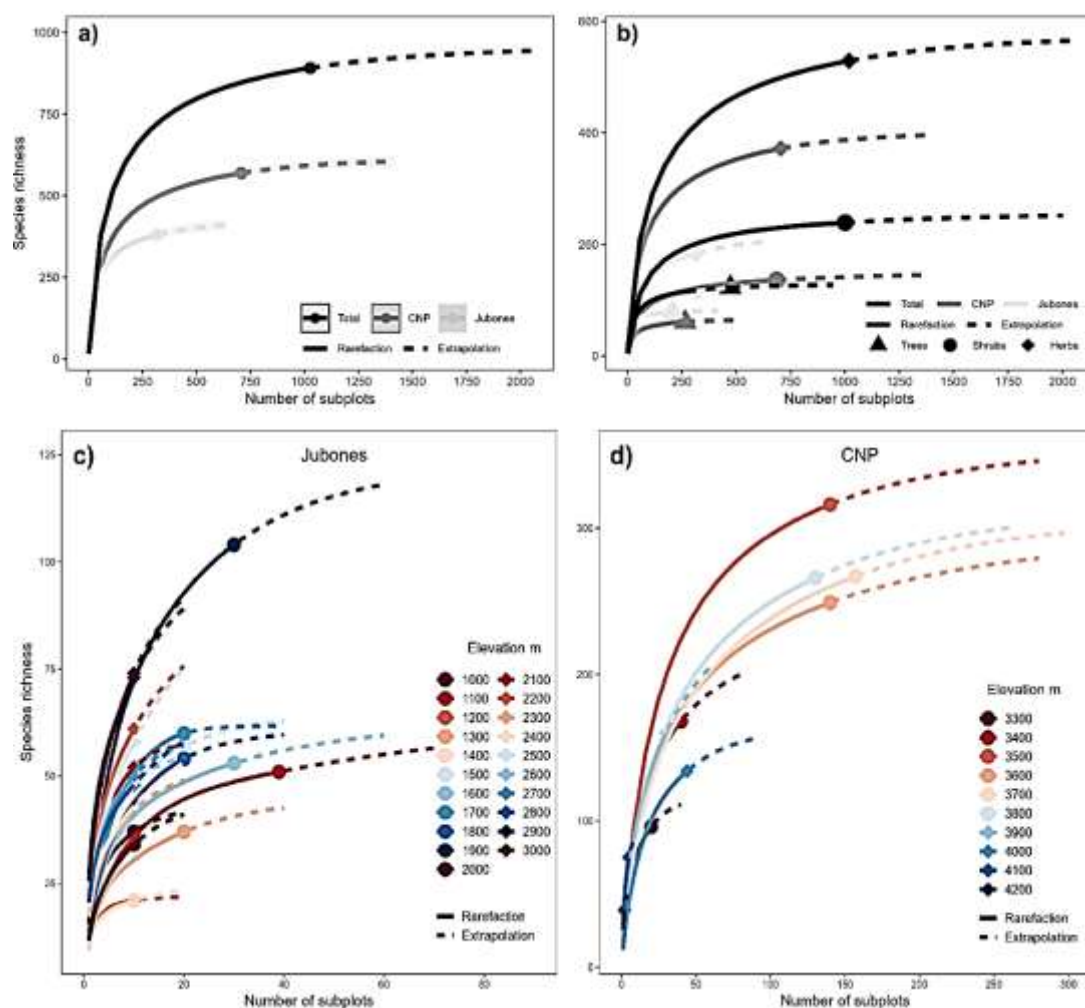 a)
1000
750
500
250
0
Species richness
Total CNP Jubones
Rarefaction Extrapolation
0 250 500 750 1000 1250 1500 1750 2000
Number of subplots
b)
600
400
200
0
Total CNP Jubones
Rarefaction Extrapolation
Trees Shrubs Herbs
0 250 500 750 1000 1250 1500 1750 2000
Number of subplots
c) Jubones
125
100
75
50
25
Species richness
Elevation m
1000 2100
1100 2200
1200 2300
1300 2400
1400 2500
1500 2600
1600 2700
1700 2800
1800 2900
1900 3000
2000
Rarefaction
Extrapolation
0 20 40 60 80
Number of subplots
d) CNP
300
200
100
0
Elevation m
3300
3400
3500
3600
3700
3800
3900
4000
4100
4200
Rarefaction
Extrapolation
0 50 100 150 200 250 300
Number of subplots